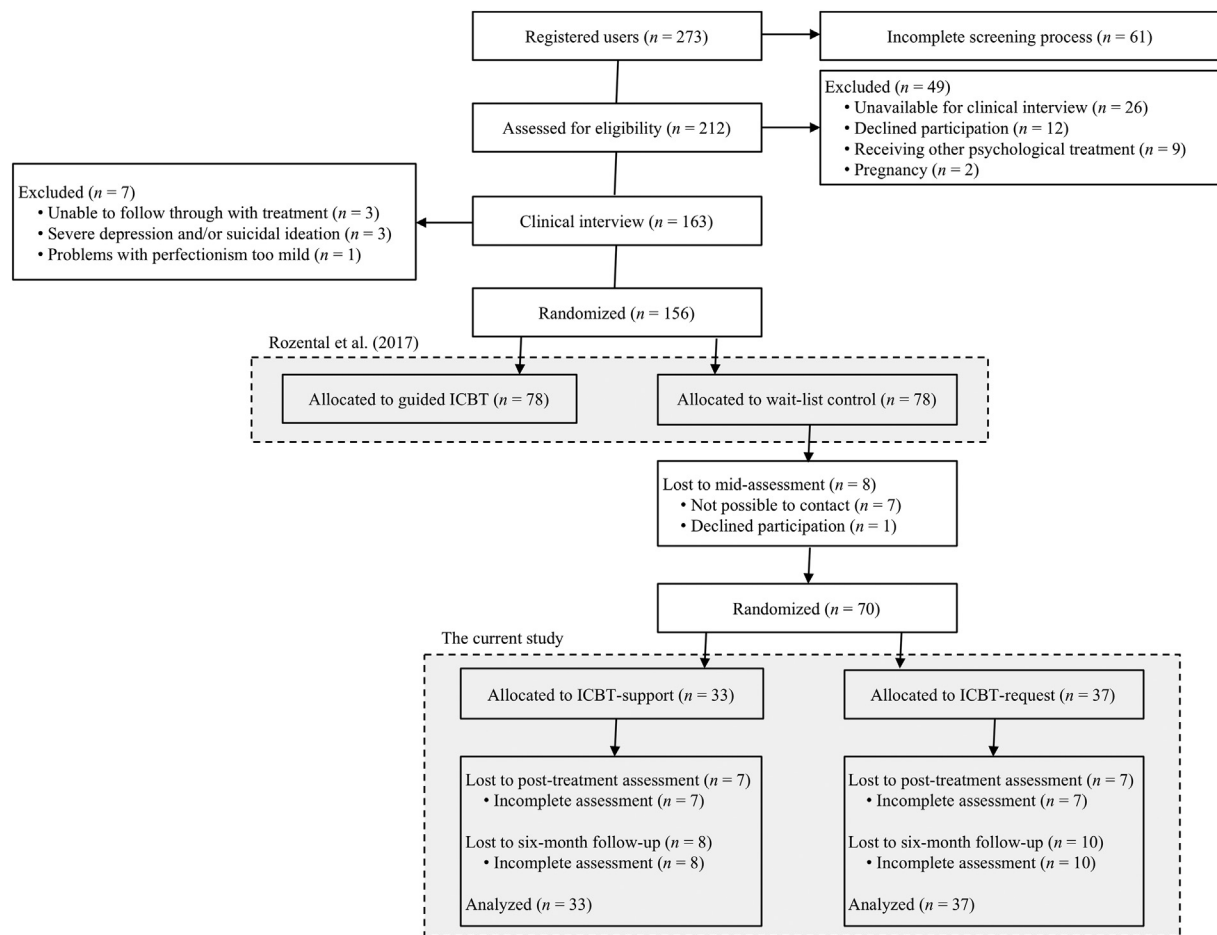 Registered users (n = 273)
Incomplete screening process (n = 61)
Assessed for eligibility (n = 212)
Excluded (n = 49)
• Unavailable for clinical interview (n = 26)
• Declined participation (n = 12)
• Receiving other psychological treatment (n = 9)
• Pregnancy (n = 2)
Excluded (n = 7)
• Unable to follow through with treatment (n = 3)
• Severe depression and/or suicidal ideation (n = 3)
• Problems with perfectionism too mild (n = 1)
Clinical interview (n = 163)
Randomized (n = 156)
Rozental et al. (2017)
Allocated to guided ICBT (n = 78)
Allocated to wait-list control (n = 78)
Lost to mid-assessment (n = 8)
• Not possible to contact (n = 7)
• Declined participation (n = 1)
Randomized (n = 70)
The current study
Allocated to ICBT-support (n = 33)
Allocated to ICBT-request (n = 37)
Lost to post-treatment assessment (n = 7)
• Incomplete assessment (n = 7)
Lost to six-month follow-up (n = 8)
• Incomplete assessment (n = 8)
Analyzed (n = 33)
Lost to post-treatment assessment (n = 7)
• Incomplete assessment (n = 7)
Lost to six-month follow-up (n = 10)
• Incomplete assessment (n = 10)
Analyzed (n = 37)